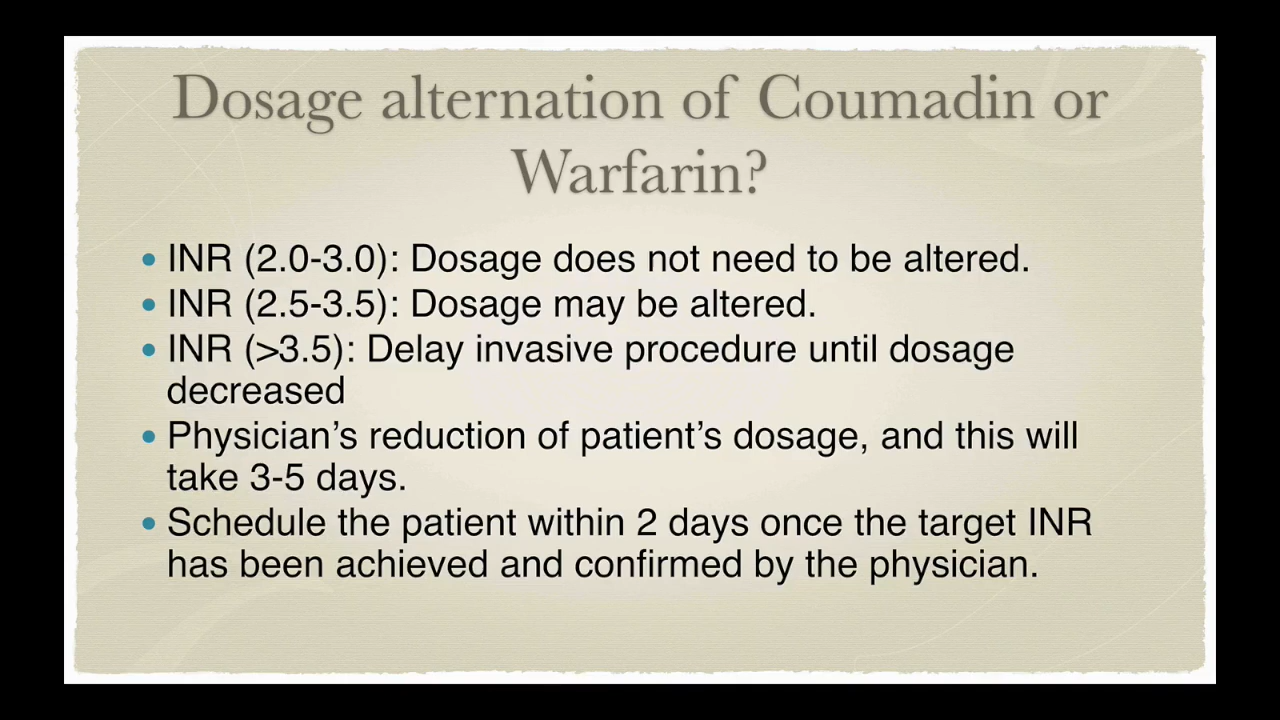 Dosage alternation of Coumadin or
Warfarin?
• INR (2.0-3.0): Dosage does not need to be altered.
• INR (2.5-3.5): Dosage may be altered.
• INR (>3.5): Delay invasive procedure until dosage
decreased
• Physician’s reduction of patient’s dosage, and this will
take 3-5 days.
• Schedule the patient within 2 days once the target INR
has been achieved and confirmed by the physician.